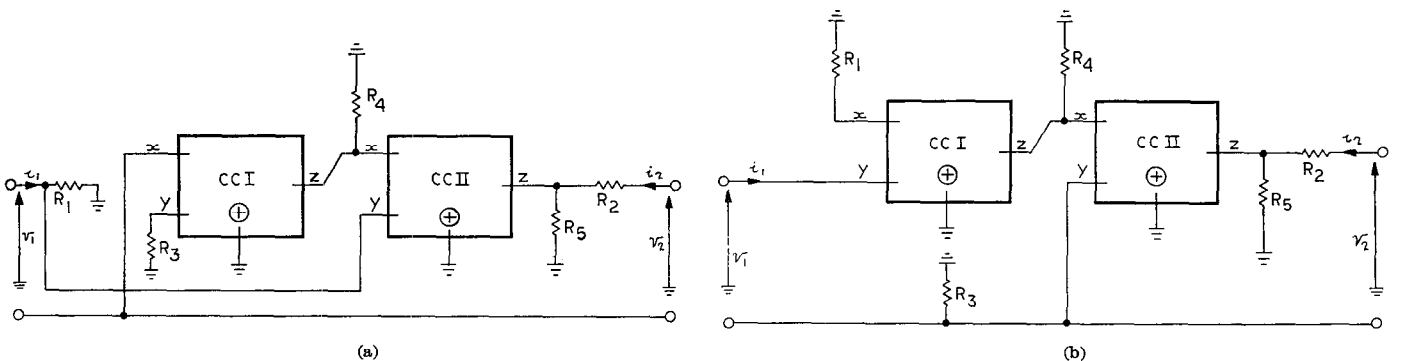 R4
x
CC I
z
x
CC II
z
i2
R2
i1
R1
y
R3
v1
y
R5
v2
(a)
R1
x
CC I
z
R4
x
CC II
z
i2
R2
i1
y
v1
y
R5
v2
R3
(b)